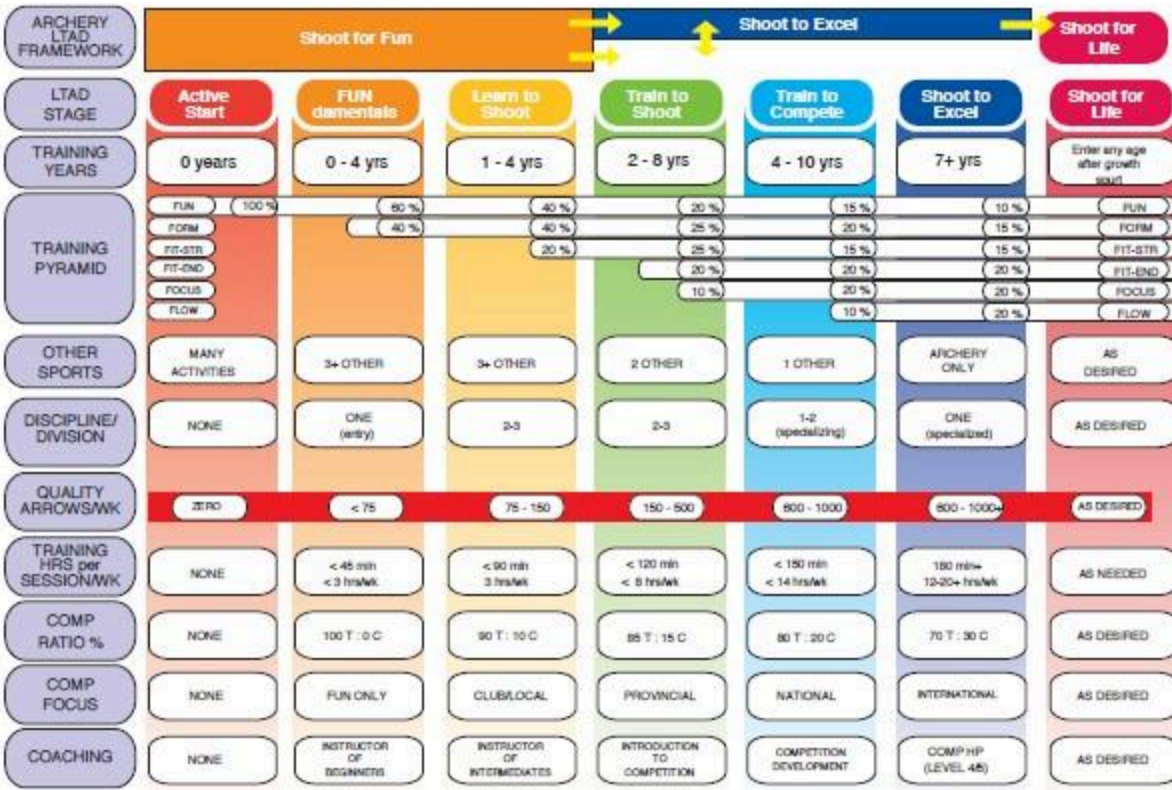 ARCHERY
LTAD
FRAMEWORK
Shoot for Fun
Shoot to Excel
Shoot for
Life
LTAD
STAGE
Active
Start
FUN
damentals
Learn to
Shoot
Train to
Shoot
Train to
Compete
Shoot to
Excel
Shoot for
Life
TRAINING
YEARS
0 years
0 - 4 yrs
1 - 4 yrs
2 - 8 yrs
4 - 10 yrs
7+ yrs
Enter any age
after growth
spurt
TRAINING
PYRAMID
FUN 100 % 60 % 40 % 20 % 15 % 10 % FUN
FORM 40 % 40 % 25 % 20 % 15 % FORM
FIT-STR 20 % 25 % 15 % 15 % FIT-STR
FIT-END 20 % 20 % 20 % FIT-END
FOCUS 10 % 20 % 20 % FOCUS
FLOW 10 % 20 % FLOW
OTHER
SPORTS
MANY
ACTIVITIES
3+ OTHER
3+ OTHER
2 OTHER
1 OTHER
ARCHERY
ONLY
AS
DESIRED
DISCIPLINE/
DIVISION
NONE
ONE
(entry)
2-3
2-3
1-2
(specializing)
ONE
(specialized)
AS DESIRED
QUALITY
ARROWS/WK
ZERO
< 75
75 - 150
150 - 500
600 - 1000
600 - 1000+
AS DESIRED
TRAINING
HRS per
SESSION/WK
NONE
< 45 min
< 3 hrs/wk
< 90 min
3 hrs/wk
< 120 min
< 8 hrs/wk
< 180 min
< 14 hrs/wk
180 min+
12-20+ hrs/wk
AS NEEDED
COMP
RATIO %
NONE
100 T : 0 C
90 T : 10 C
85 T : 15 C
80 T : 20 C
70 T : 30 C
AS DESIRED
COMP
FOCUS
NONE
FUN ONLY
CLUB/LOCAL
PROVINCIAL
NATIONAL
INTERNATIONAL
AS DESIRED
COACHING
NONE
INSTRUCTOR
OF
BEGINNERS
INSTRUCTOR
OF
INTERMEDIATES
INTRODUCTION
TO
COMPETITION
COMPETITION
DEVELOPMENT
COMP HP
(LEVEL 4/5)
AS DESIRED